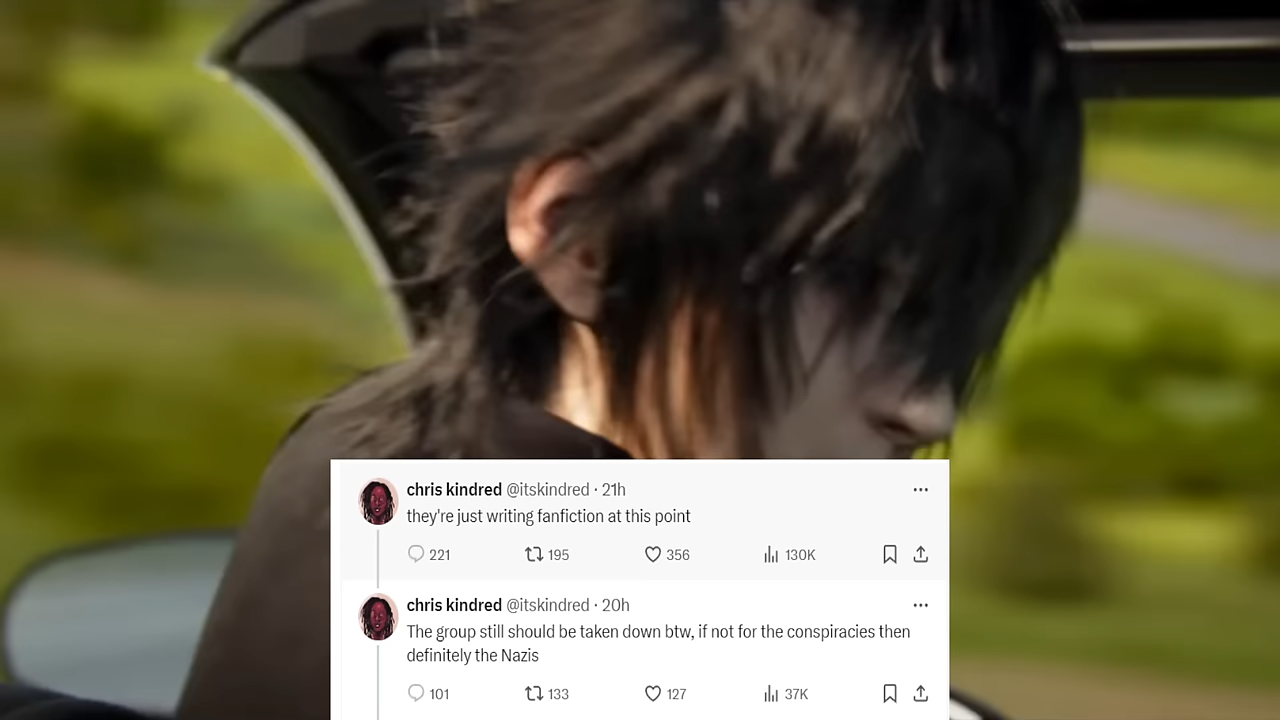 chris kindred @itskindred · 21h
they're just writing fanfiction at this point
221 195 356 130K
chris kindred @itskindred · 20h
The group still should be taken down btw, if not for the conspiracies then
definitely the Nazis
101 133 127 37K